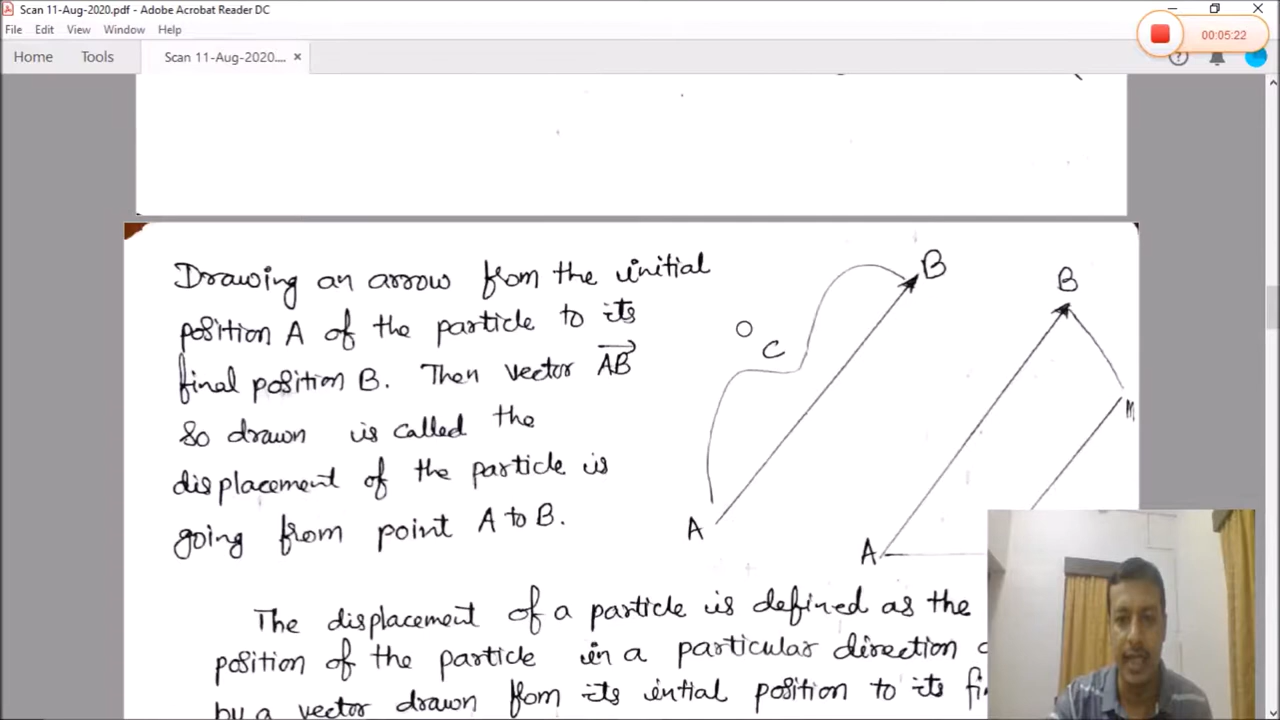 Scan 11-Aug-2020.pdf - Adobe Acrobat Reader DC
File Edit View Window Help
00:05:22
Home Tools Scan 11-Aug-2020.... ×
Drawing an arrow from the initial
position A of the particle to its
final position B. Then vector AB
so drawn is called the
displacement of the particle is
going from point A to B.
B
C
A
B
M
A
The displacement of a particle is defined as the
position of the particle in a particular direction
by a vector drawn from its intial position to its